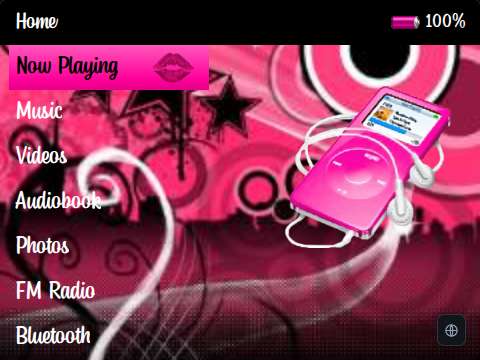 Home
100%
Now Playing
Music
Videos
Audiobook
Photos
FM Radio
Bluetooth